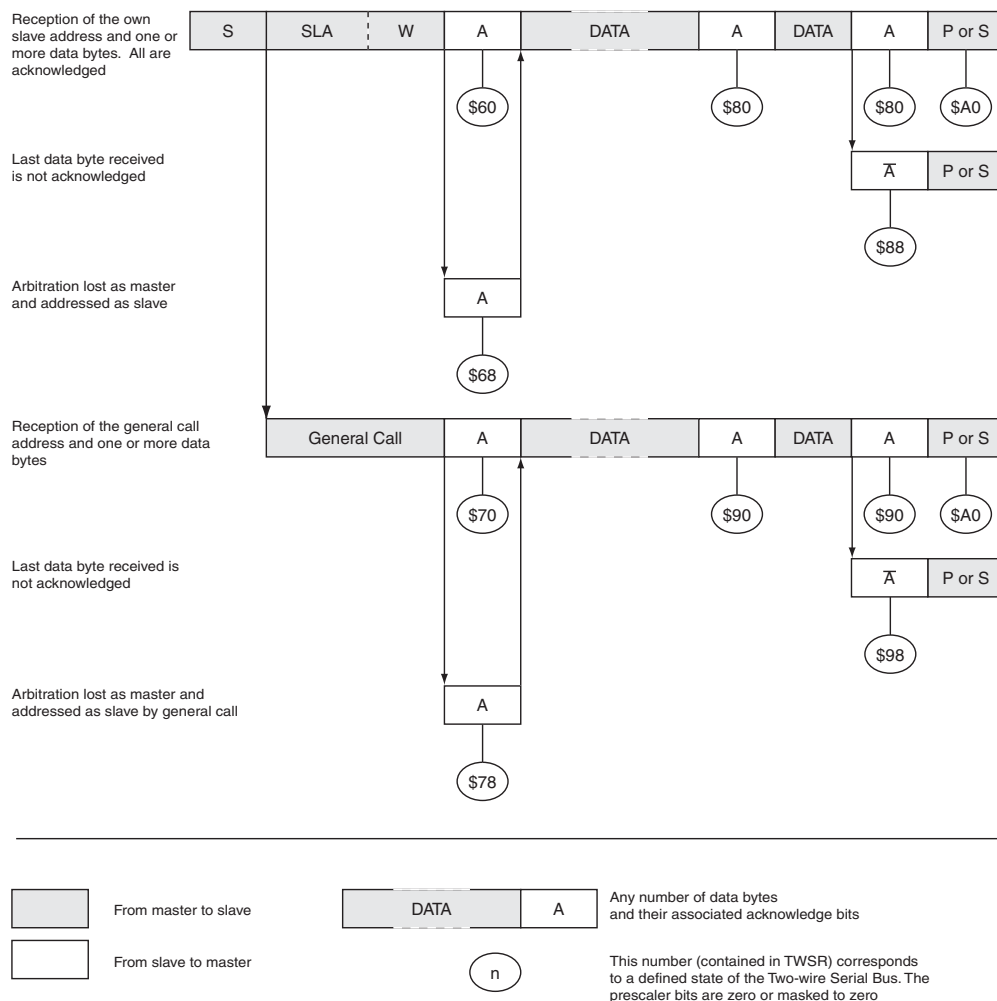 Reception of the own
slave address and one or
more data bytes. All are
acknowledged
S SLA W A DATA A DATA A P or S
$60 $80 $80 $A0
Last data byte received
is not acknowledged
A̅ P or S
$88
Arbitration lost as master
and addressed as slave
A
$68
Reception of the general call
address and one or more data
bytes
General Call A DATA A DATA A P or S
$70 $90 $90 $A0
Last data byte received is
not acknowledged
A̅ P or S
$98
Arbitration lost as master and
addressed as slave by general call
A
$78
From master to slave
DATA A
Any number of data bytes
and their associated acknowledge bits
From slave to master
n
This number (contained in TWSR) corresponds
to a defined state of the Two-wire Serial Bus. The
prescaler bits are zero or masked to zero